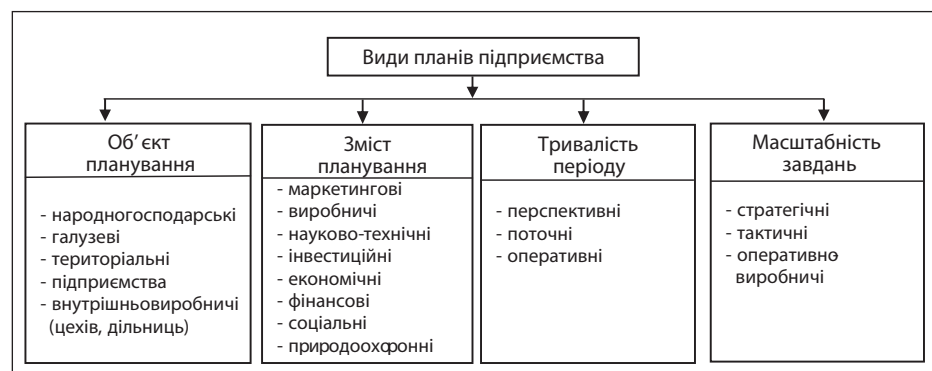 Види планів підприємства
Об’єкт
планування
- народногосподарські
- галузеві
- територіальні
- підприємства
- внутрішньовиробничі
(цехів, дільниць)
Зміст
планування
- маркетингові
- виробничі
- науково-технічні
- інвестиційні
- економічні
- фінансові
- соціальні
- природоохоронні
Тривалість
періоду
- перспективні
- поточні
- оперативні
Масштабність
завдань
- стратегічні
- тактичні
- оперативно-
виробничі